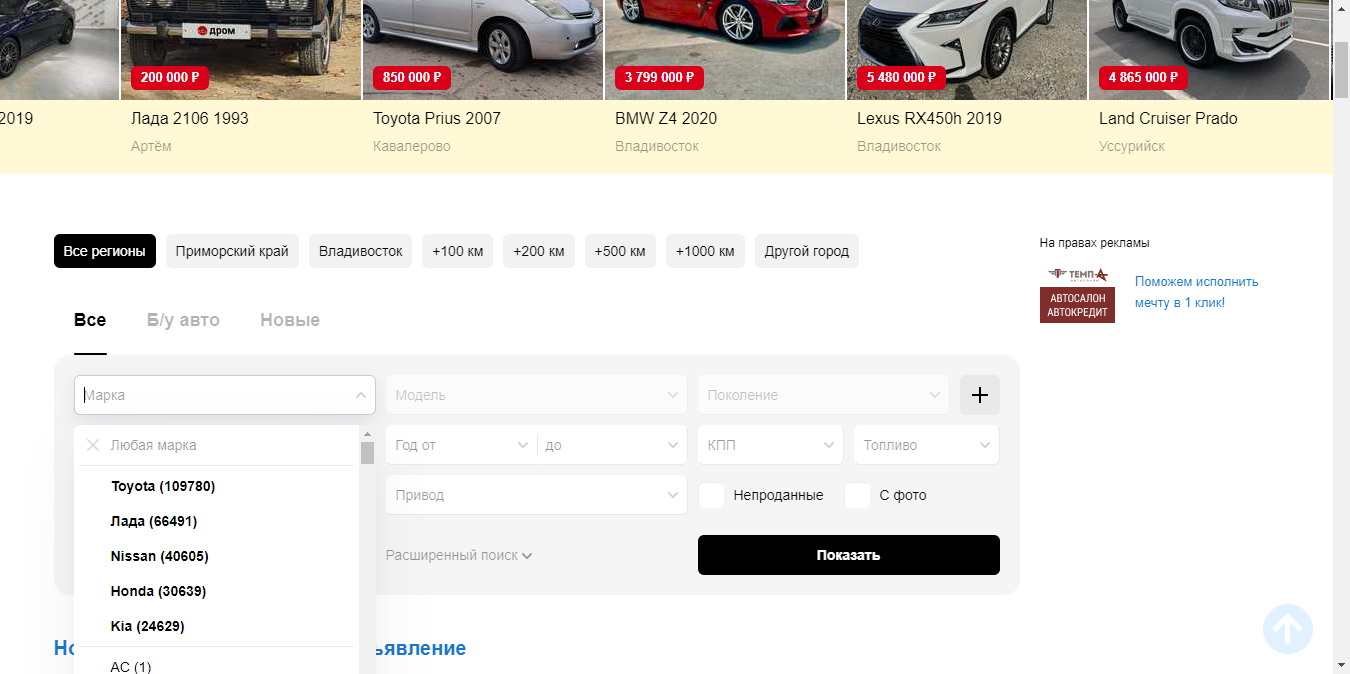 дром
200 000 ₽
850 000 ₽
3 799 000 ₽
5 480 000 ₽
4 865 000 ₽
2019
Лада 2106 1993
Toyota Prius 2007
BMW Z4 2020
Lexus RX450h 2019
Land Cruiser Prado
Артём
Кавалерово
Владивосток
Владивосток
Уссурийск
Все регионы
Приморский край
Владивосток
+100 км
+200 км
+500 км
+1000 км
Другой город
На правах рекламы
ТЕМП-А
АВТОСАЛОН
АВТОКРЕДИТ
Поможем исполнить
мечту в 1 клик!
Все
Б/у авто
Новые
Марка
Модель
Поколение
Любая марка
Год от
до
КПП
Топливо
Toyota (109780)
Привод
Непроданные
С фото
Лада (66491)
Nissan (40605)
Расширенный поиск
Показать
Honda (30639)
Kia (24629)
AC (1)
ъявление